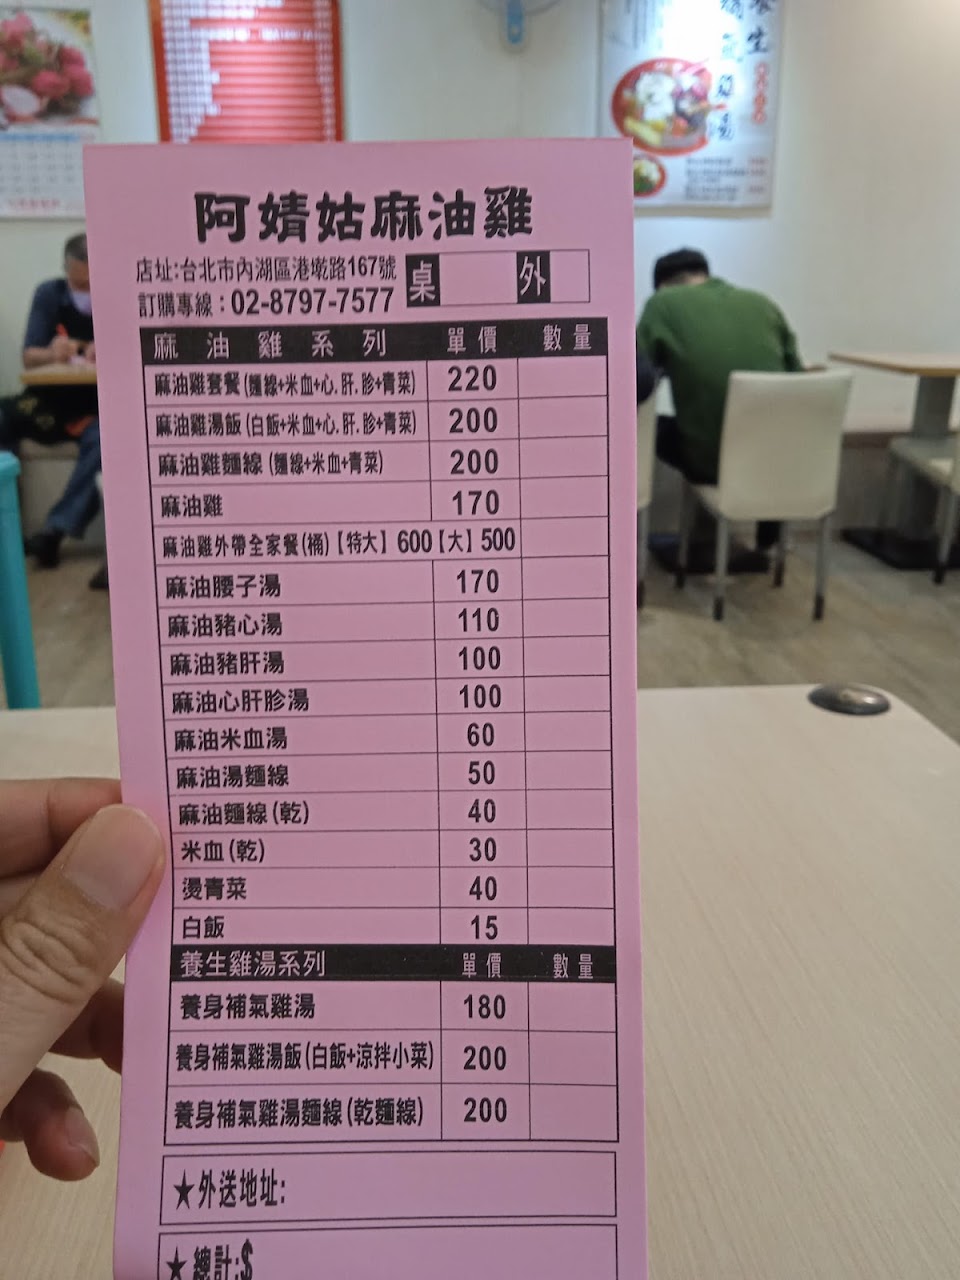 阿婧姑麻油雞
店址:台北市內湖區港墘路167號
訂購專線：02-8797-7577
桌 外
麻油雞系列 單價 數量
麻油雞套餐(麵線+米血+心.肝.胗+青菜) 220
麻油雞湯飯(白飯+米血+心.肝.胗+青菜) 200
麻油雞麵線(麵線+米血+青菜) 200
麻油雞 170
麻油雞外帶全家餐(桶)【特大】600【大】500
麻油腰子湯 170
麻油豬心湯 110
麻油豬肝湯 100
麻油心肝胗湯 100
麻油米血湯 60
麻油湯麵線 50
麻油麵線(乾) 40
米血(乾) 30
燙青菜 40
白飯 15
養生雞湯系列 單價 數量
養身補氣雞湯 180
養身補氣雞湯飯(白飯+涼拌小菜) 200
養身補氣雞湯麵線(乾麵線) 200
★外送地址:
★總計:$